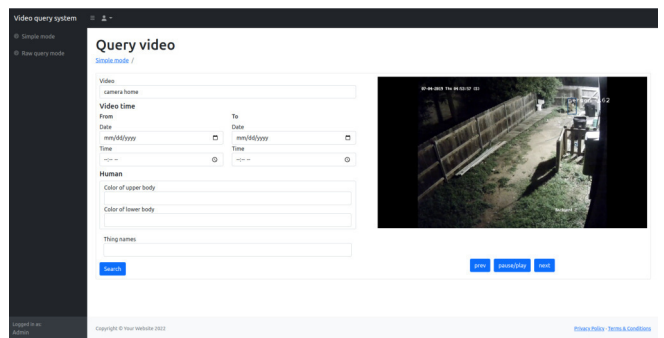 Video query system
Simple mode
Raw query mode
Query video
Simple mode /
Video
camera home
Video time
From To
Date Date
mm/dd/yyyy mm/dd/yyyy
Time Time
--:-- -- --:-- --
Human
Color of upper body
Color of lower body
Thing names
Search
prev pause/play next
Logged in as:
Admin
Copyright © Your Website 2022
Privacy Policy · Terms & Conditions